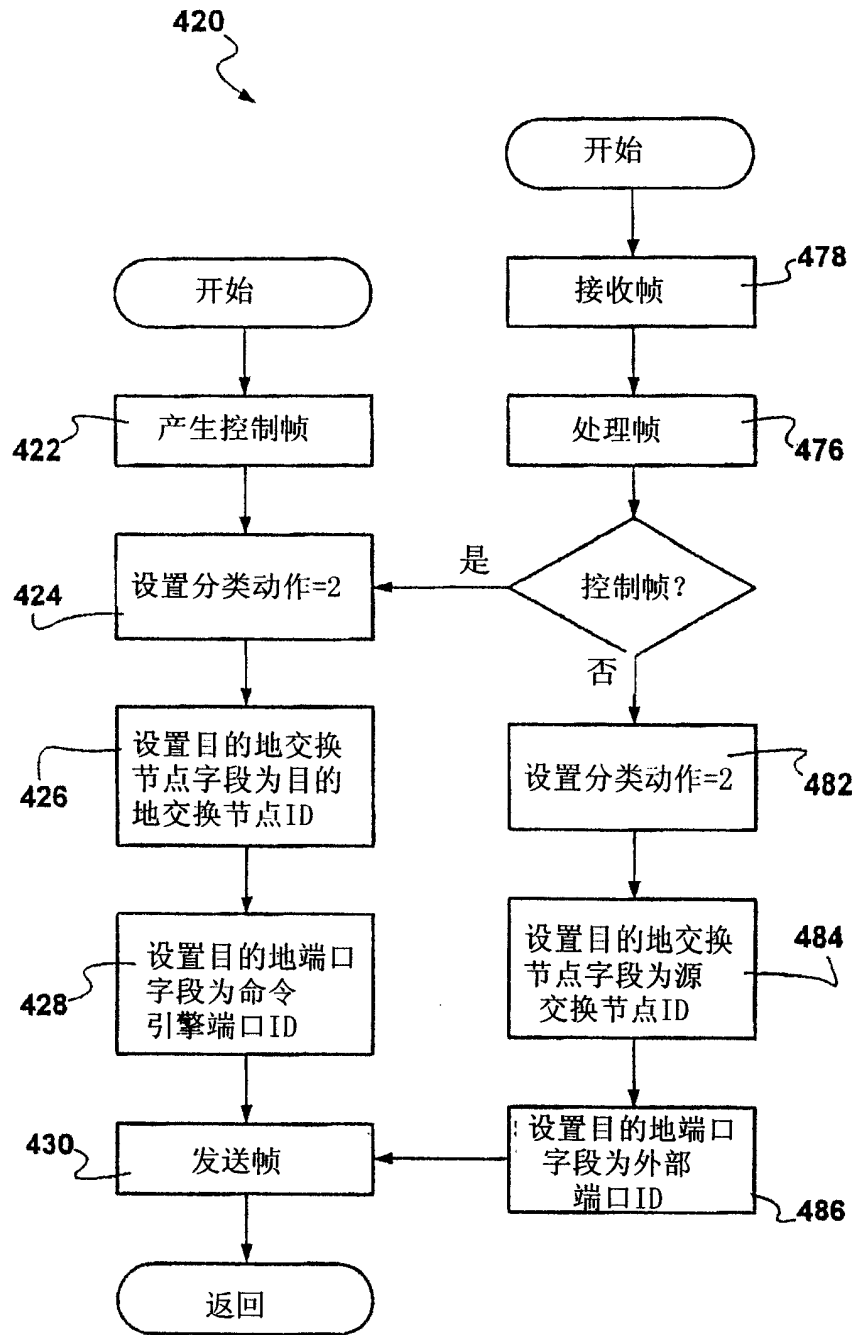 420
开始
接收帧
478
处理帧
476
控制帧？
是
否
开始
产生控制帧
422
设置分类动作=2
424
设置目的地交换
节点字段为目的
地交换节点ID
426
设置目的地端口
字段为命令
引擎端口ID
428
发送帧
430
返回
设置分类动作=2
482
设置目的地交换
节点字段为源
交换节点ID
484
设置目的地端口
字段为外部
端口ID
486